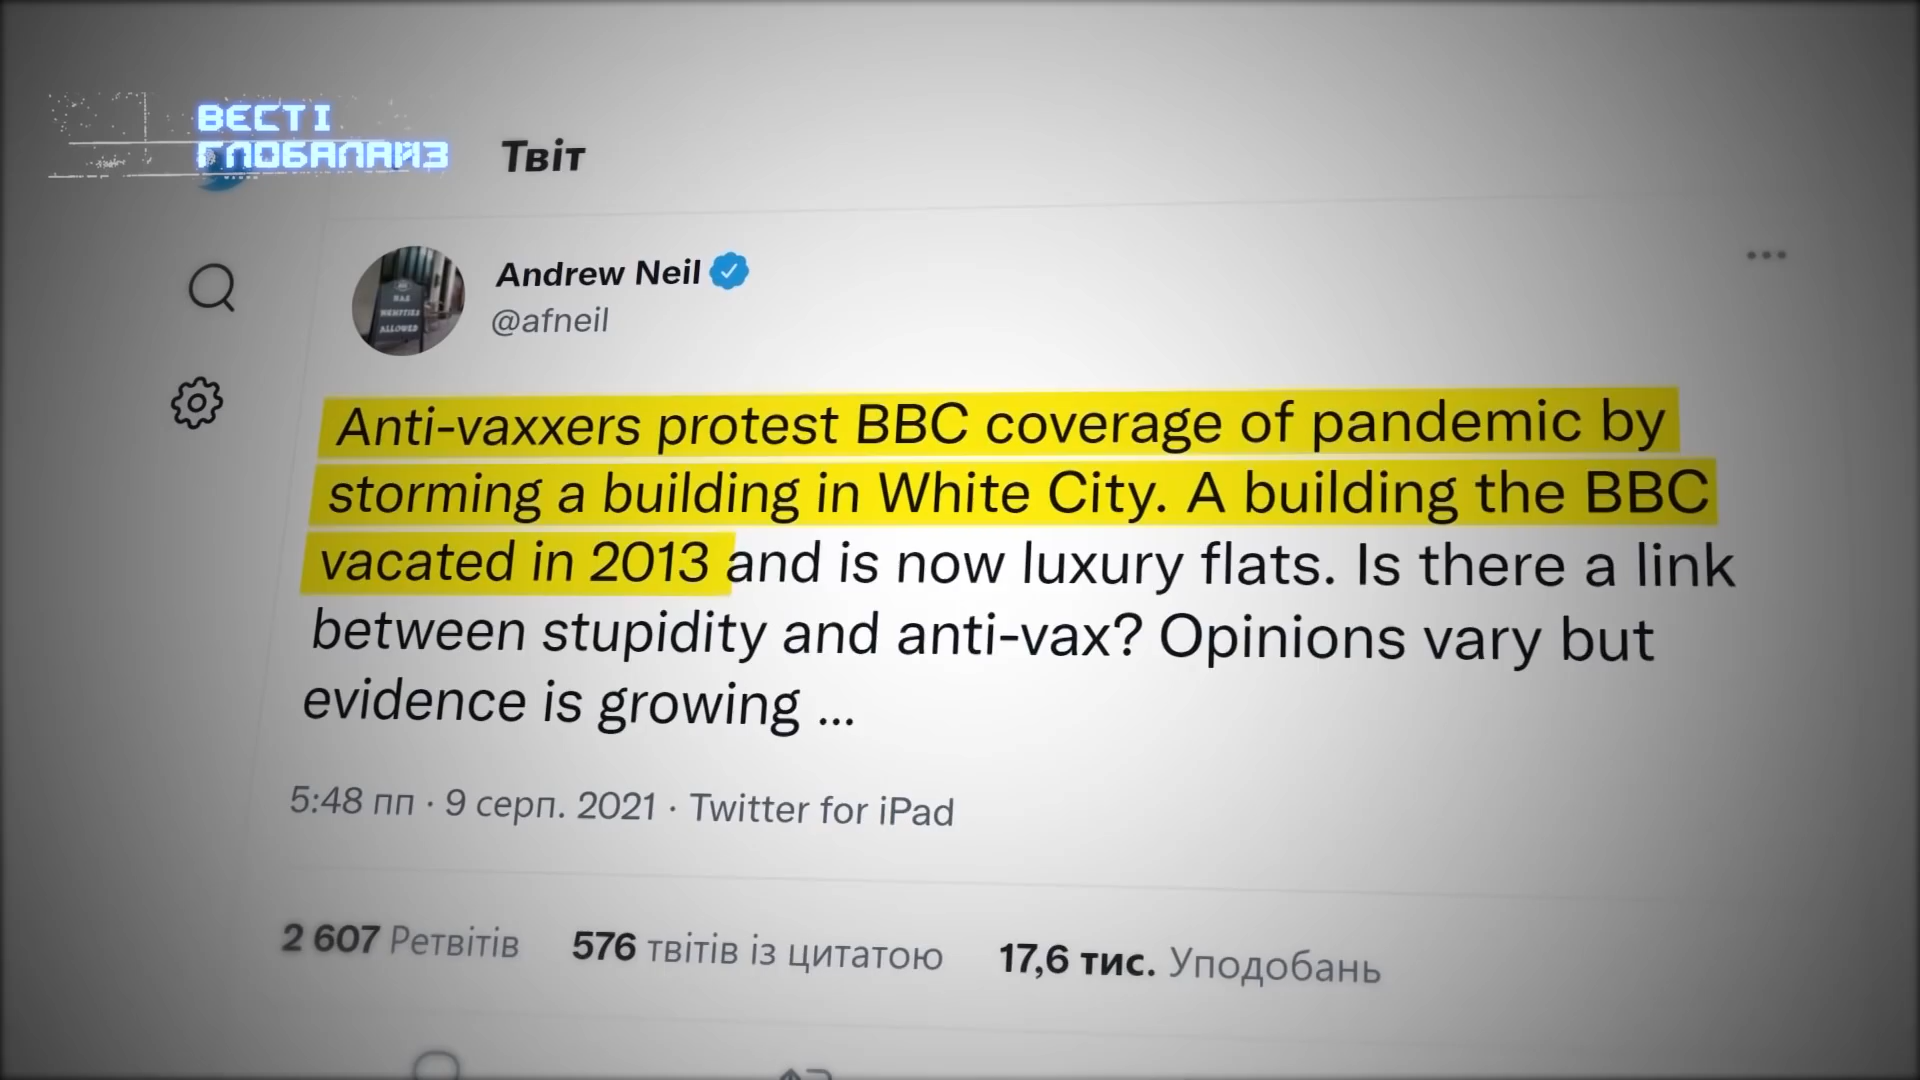 ВЕСТІ
ГЛОБАЛАЙЗ
Твіт
Andrew Neil
@afneil
NAE
WEMPTIES
ALLOWED
Anti-vaxxers protest BBC coverage of pandemic by
storming a building in White City. A building the BBC
vacated in 2013 and is now luxury flats. Is there a link
between stupidity and anti-vax? Opinions vary but
evidence is growing ...
5:48 пп · 9 серп. 2021 · Twitter for iPad
2 607 Ретвітів 576 твітів із цитатою 17,6 тис. Уподобань